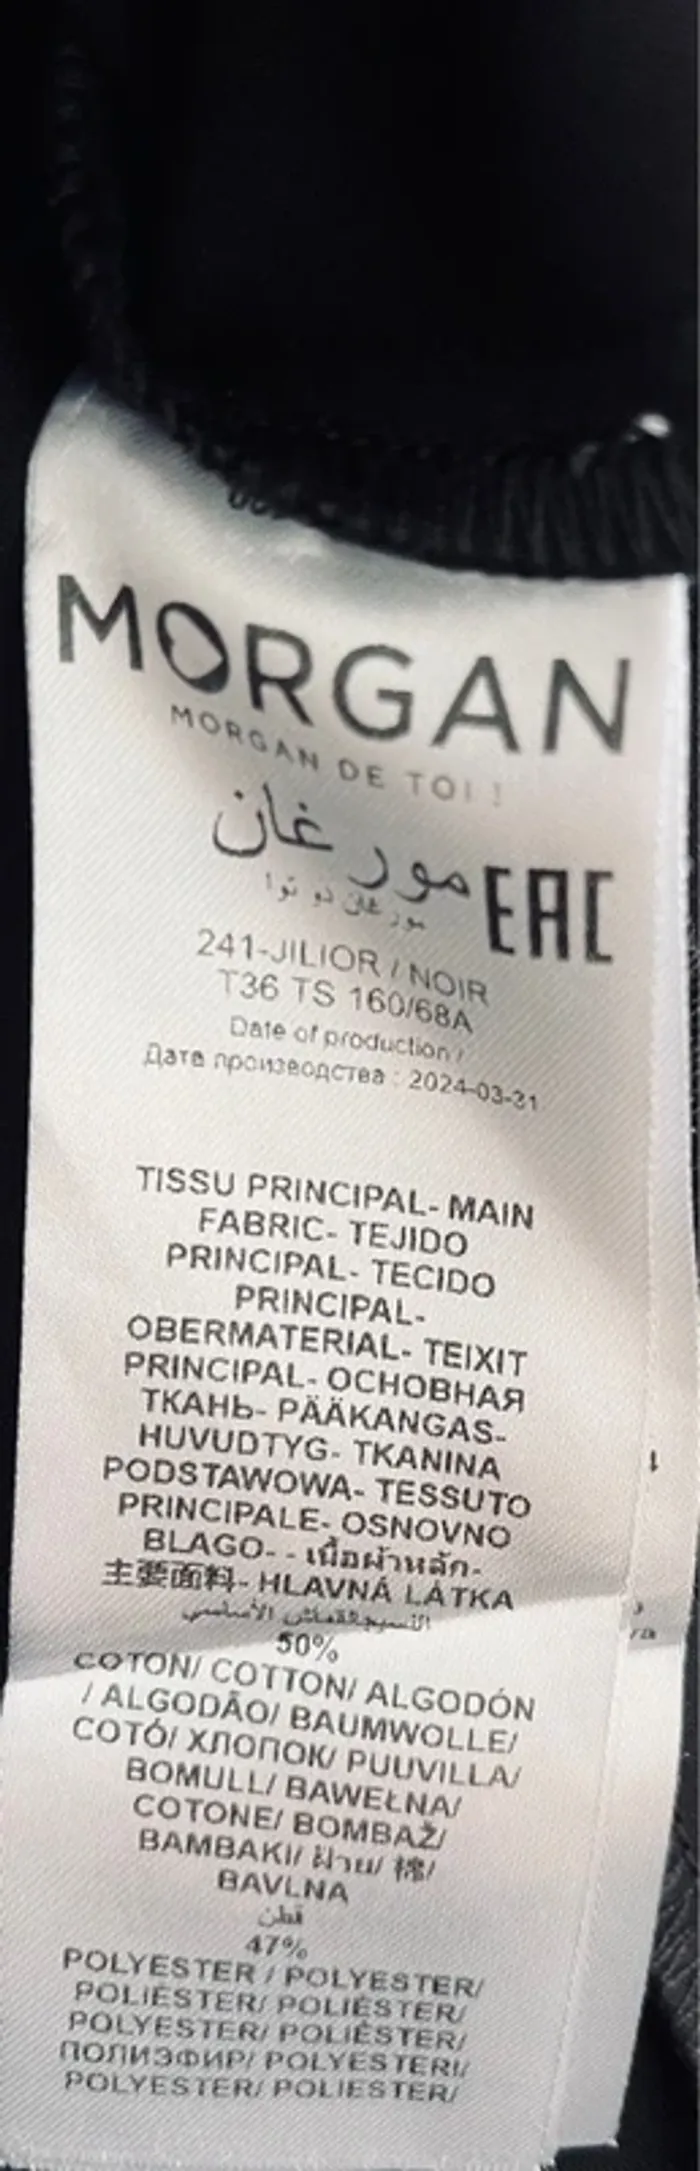 MORGAN
MORGAN DE TOI !
مورغان
مورغان دو توا
EAC
241-JILIOR / NOIR
T36 TS 160/68A
Date of production /
Дата производства : 2024-03-31
TISSU PRINCIPAL- MAIN
FABRIC- TEJIDO
PRINCIPAL- TECIDO
PRINCIPAL-
OBERMATERIAL- TEIXIT
PRINCIPAL- ОСНОВНАЯ
ТКАНЬ- PÄÄKANGAS-
HUVUDTYG- TKANINA
PODSTAWOWA- TESSUTO
PRINCIPALE- OSNOVNO
BLAGO- - เนื้อผ้าหลัก-
主要面料- HLAVNÁ LÁTKA
50%
COTON/ COTTON/ ALGODÓN
/ ALGODÃO/ BAUMWOLLE/
COTÓ/ ХЛОПОК/ PUUVILLA/
BOMULL/ BAWEŁNA/
COTONE/ BOMBAŽ/
BAMBAKI/ ฝ้าย/ 棉/
BAVLNA
قطن
47%
POLYESTER / POLYESTER/
POLIÉSTER/ POLIÉSTER/
POLYESTER/ POLIÈSTER/
ПОЛИЭФИР/ POLYESTERI/
POLYESTER/ POLIESTER/